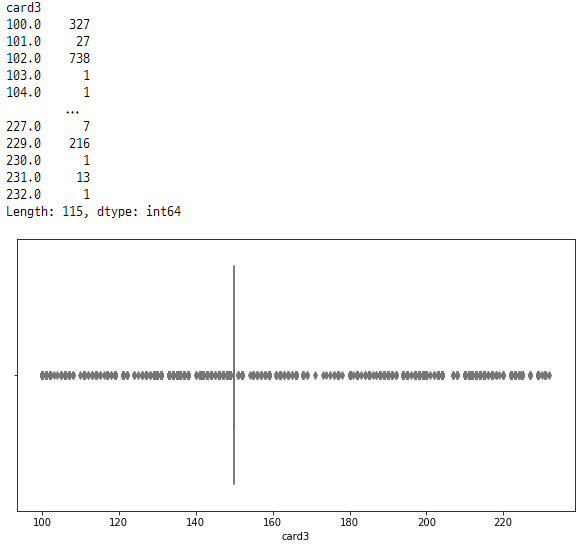 card3
100.0    327
101.0     27
102.0    738
103.0      1
104.0      1
...
227.0      7
229.0    216
230.0      1
231.0     13
232.0      1
Length: 115, dtype: int64
100 120 140 160 180 200 220
card3